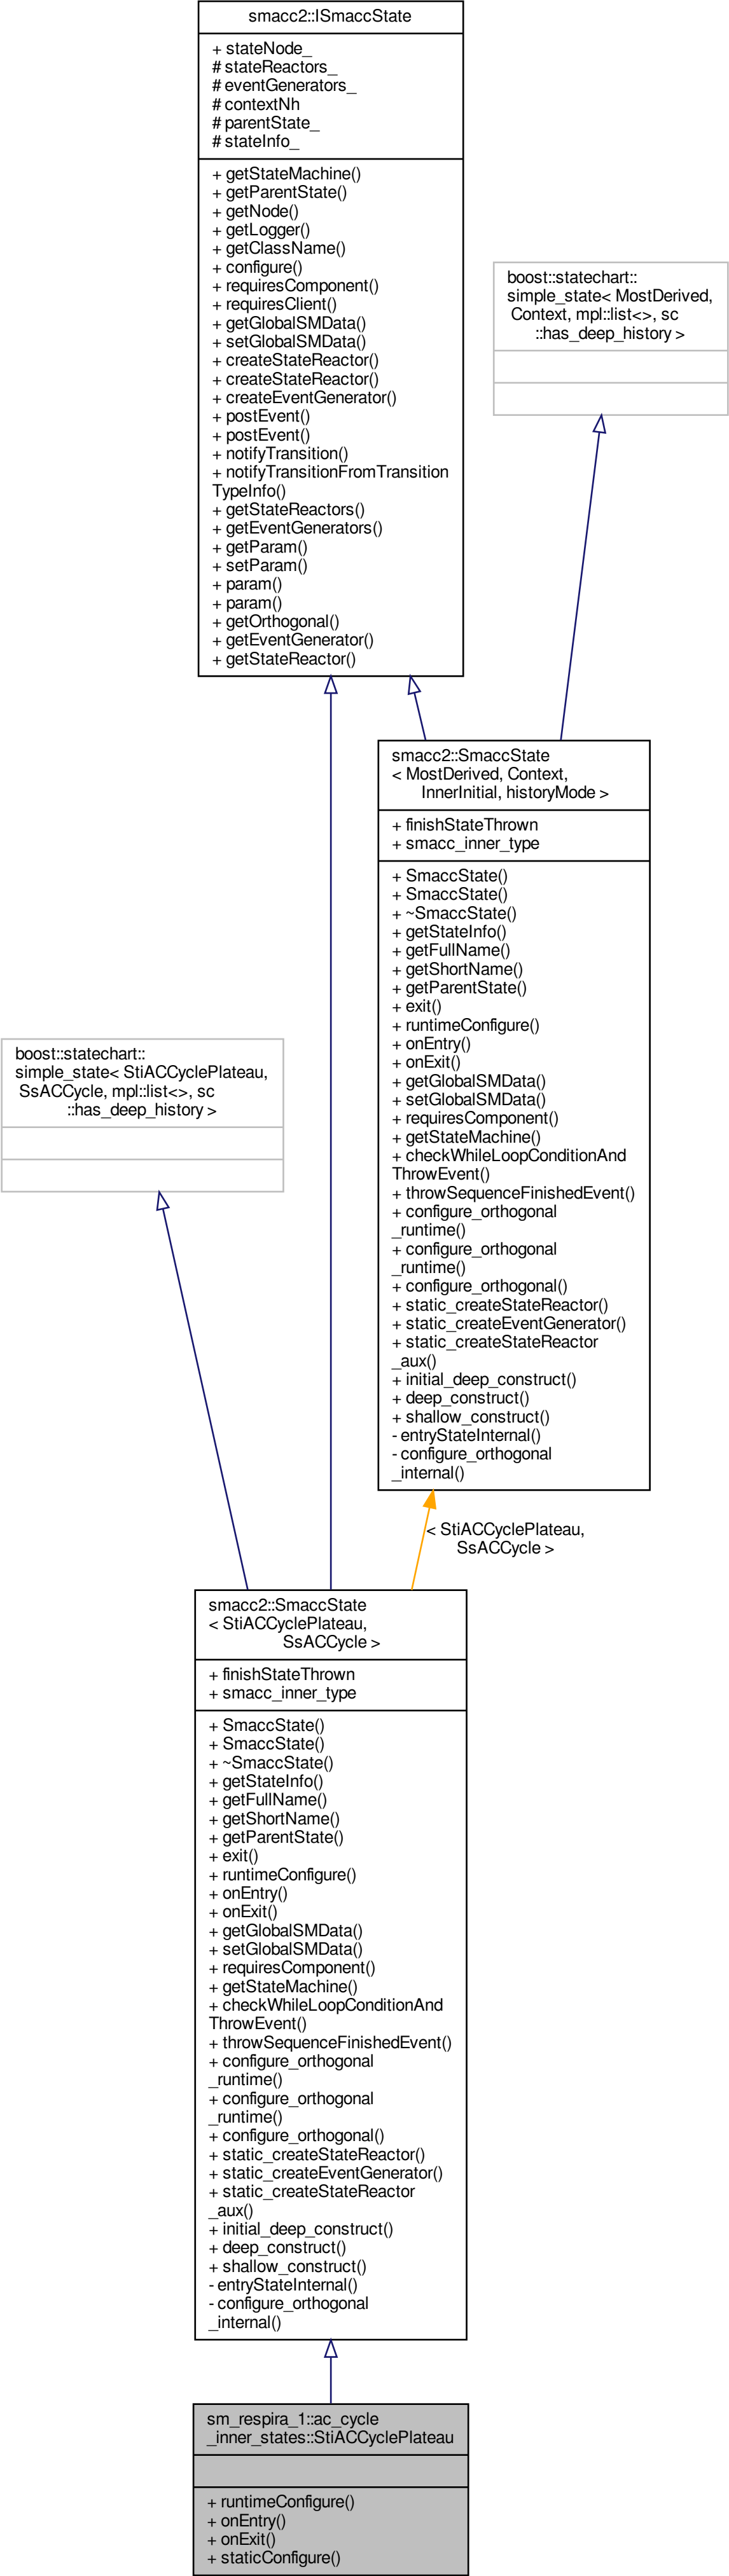 smacc2::ISmaccState
+ stateNode_
# stateReactors_
# eventGenerators_
# contextNh
# parentState_
# stateInfo_
+ getStateMachine()
+ getParentState()
+ getNode()
+ getLogger()
+ getClassName()
+ configure()
+ requiresComponent()
+ requiresClient()
+ getGlobalSMData()
+ setGlobalSMData()
+ createStateReactor()
+ createStateReactor()
+ createEventGenerator()
+ postEvent()
+ postEvent()
+ notifyTransition()
+ notifyTransitionFromTransition
TypeInfo()
+ getStateReactors()
+ getEventGenerators()
+ getParam()
+ setParam()
+ param()
+ param()
+ getOrthogonal()
+ getEventGenerator()
+ getStateReactor()
boost::statechart::
simple_state< MostDerived,
Context, mpl::list<>, sc
::has_deep_history >
smacc2::SmaccState
< MostDerived, Context,
InnerInitial, historyMode >
+ finishStateThrown
+ smacc_inner_type
+ SmaccState()
+ SmaccState()
+ ~SmaccState()
+ getStateInfo()
+ getFullName()
+ getShortName()
+ getParentState()
+ exit()
+ runtimeConfigure()
+ onEntry()
+ onExit()
+ getGlobalSMData()
+ setGlobalSMData()
+ requiresComponent()
+ getStateMachine()
+ checkWhileLoopConditionAnd
ThrowEvent()
+ throwSequenceFinishedEvent()
+ configure_orthogonal
_runtime()
+ configure_orthogonal
_runtime()
+ configure_orthogonal()
+ static_createStateReactor()
+ static_createEventGenerator()
+ static_createStateReactor
_aux()
+ initial_deep_construct()
+ deep_construct()
+ shallow_construct()
- entryStateInternal()
- configure_orthogonal
_internal()
boost::statechart::
simple_state< StiACCyclePlateau,
SsACCycle, mpl::list<>, sc
::has_deep_history >
< StiACCyclePlateau,
SsACCycle >
smacc2::SmaccState
< StiACCyclePlateau,
SsACCycle >
+ finishStateThrown
+ smacc_inner_type
+ SmaccState()
+ SmaccState()
+ ~SmaccState()
+ getStateInfo()
+ getFullName()
+ getShortName()
+ getParentState()
+ exit()
+ runtimeConfigure()
+ onEntry()
+ onExit()
+ getGlobalSMData()
+ setGlobalSMData()
+ requiresComponent()
+ getStateMachine()
+ checkWhileLoopConditionAnd
ThrowEvent()
+ throwSequenceFinishedEvent()
+ configure_orthogonal
_runtime()
+ configure_orthogonal
_runtime()
+ configure_orthogonal()
+ static_createStateReactor()
+ static_createEventGenerator()
+ static_createStateReactor
_aux()
+ initial_deep_construct()
+ deep_construct()
+ shallow_construct()
- entryStateInternal()
- configure_orthogonal
_internal()
sm_respira_1::ac_cycle
_inner_states::StiACCyclePlateau
+ runtimeConfigure()
+ onEntry()
+ onExit()
+ staticConfigure()